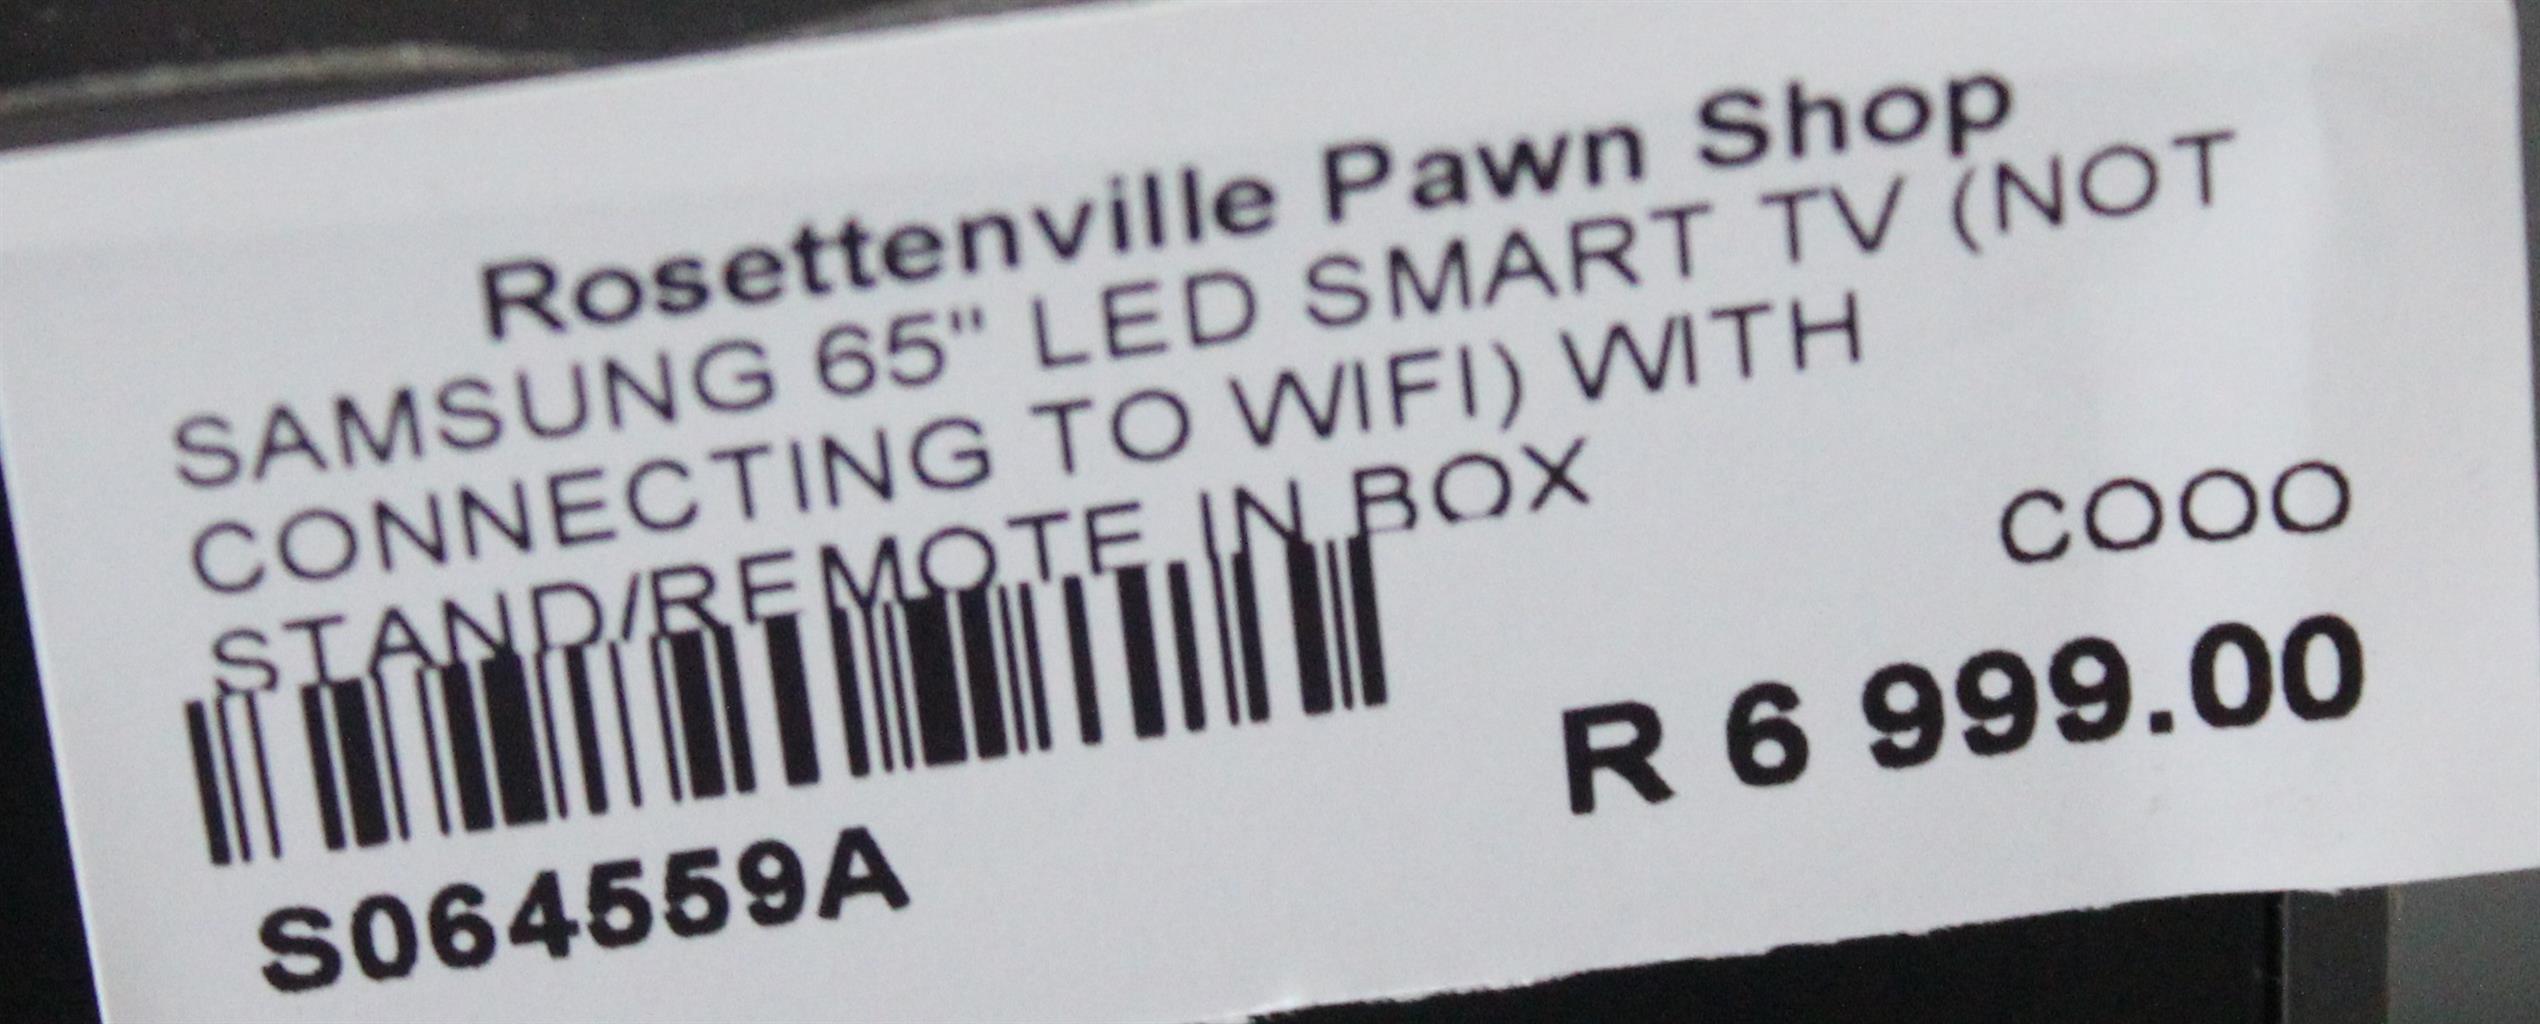 Rosettenville Pawn Shop
SAMSUNG 65" LED SMART TV (NOT
CONNECTING TO WIFI) WITH
STAND/REMOTE IN BOX
COOO
R 6 999.00
S064559A